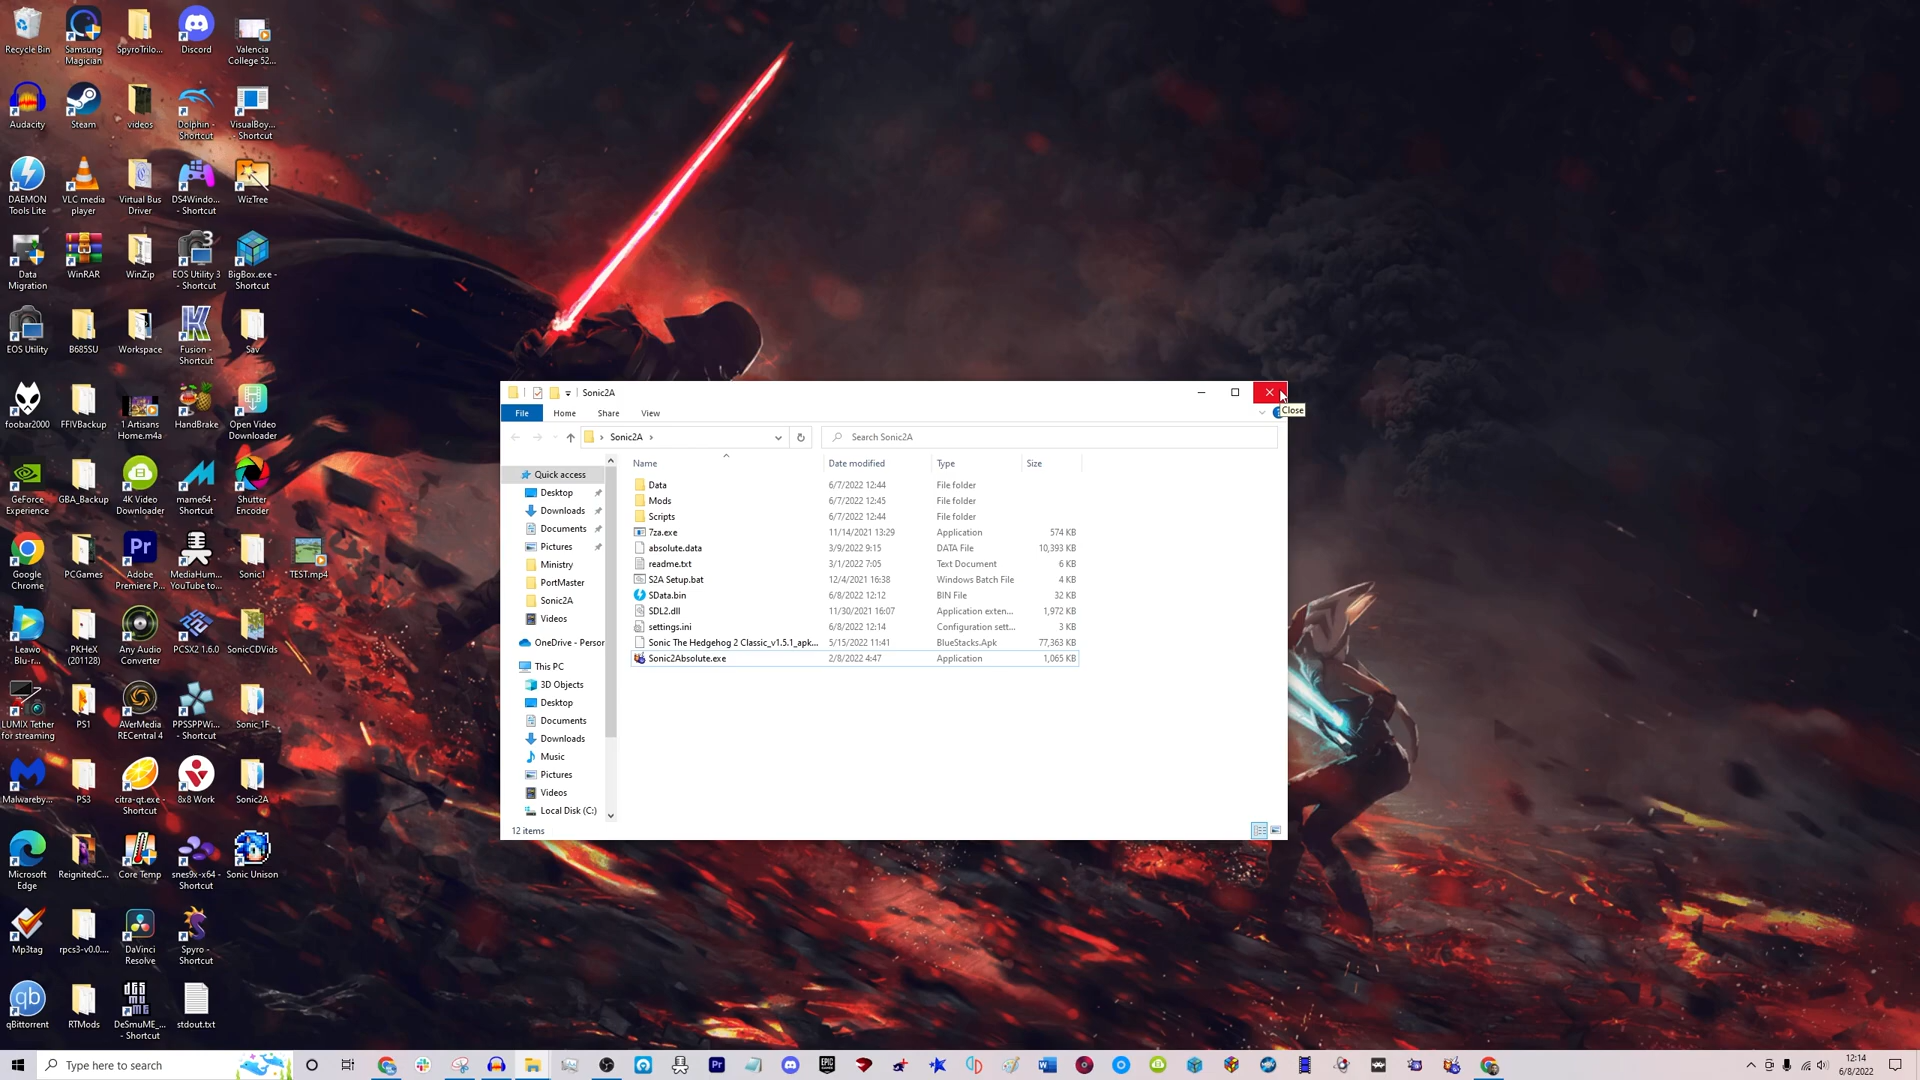 Recycle Bin
Samsung Magician
SpyroTrilo...
Discord
Valencia College 52...
Audacity
Steam
videos
Dolphin - Shortcut
VisualBoy... - Shortcut
DAEMON Tools Lite
VLC media player
Virtual Bus Driver
DS4Windo... - Shortcut
WizTree
Data Migration
WinRAR
WinZip
EOS Utility 3 - Shortcut
BigBox.exe - Shortcut
EOS Utility
B685SU
Workspace
Fusion - Shortcut
Sav
foobar2000
FFIVBackup
1 Artisans Home.m4a
HandBrake
Open Video Downloader
GeForce Experience
GBA_Backup
4K Video Downloader
mame64 - Shortcut
Shutter Encoder
Google Chrome
PCGames
Adobe Premiere P...
MediaHum... YouTube to...
Sonic1
TEST.mp4
Leawo Blu-r...
PKHeX (201128)
Any Audio Converter
PCSX2 1.6.0
SonicCDVids
LUMIX Tether for streaming
PS1
AVerMedia RECentral 4
PPSSPPWi... - Shortcut
Sonic_1F
Malwareby...
PS3
citra-qt.exe - Shortcut
8x8 Work
Sonic2A
Microsoft Edge
ReignitedC...
Core Temp
snes9x-x64 - Shortcut
Sonic Unison
Mp3tag
rpcs3-v0.0....
DaVinci Resolve
Spyro - Shortcut
qBittorrent
RTMods
DeSmuME_... - Shortcut
stdout.txt
Sonic2A
File Home Share View
Close
Sonic2A
Search Sonic2A
Name Date modified Type Size
Quick access
Desktop
Downloads
Documents
Pictures
Ministry
PortMaster
Sonic2A
Videos
OneDrive - Person
This PC
3D Objects
Desktop
Documents
Downloads
Music
Pictures
Videos
Local Disk (C:)
Data 6/7/2022 12:44 File folder
Mods 6/7/2022 12:45 File folder
Scripts 6/7/2022 12:44 File folder
7za.exe 11/14/2021 13:29 Application 574 KB
absolute.data 3/9/2022 9:15 DATA File 10,393 KB
readme.txt 3/1/2022 7:05 Text Document 6 KB
S2A Setup.bat 12/4/2021 16:38 Windows Batch File 4 KB
SData.bin 6/8/2022 12:12 BIN File 32 KB
SDL2.dll 11/30/2021 16:07 Application exten... 1,972 KB
settings.ini 6/8/2022 12:14 Configuration sett... 3 KB
Sonic The Hedgehog 2 Classic_v1.5.1_apk... 5/15/2022 11:41 BlueStacks.Apk 77,363 KB
Sonic2Absolute.exe 2/8/2022 4:47 Application 1,065 KB
12 items
Type here to search
12:14
6/8/2022